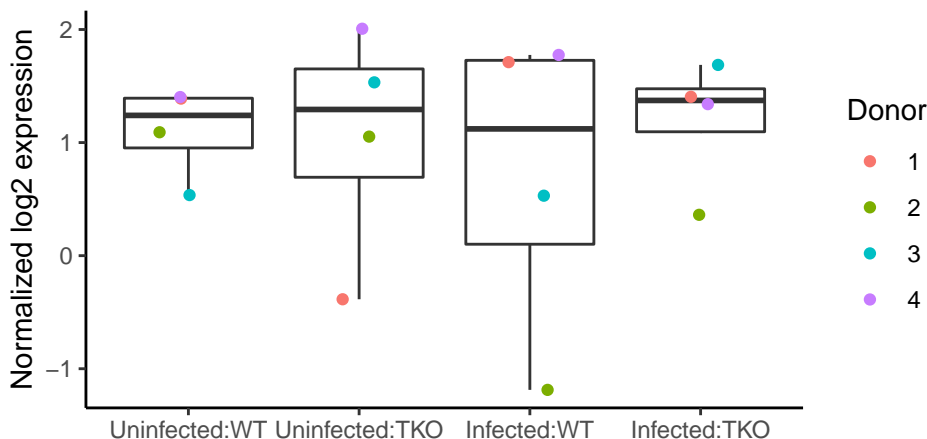 Normalized log2 expression
2
1
0
−1
Uninfected:WT
Uninfected:TKO
Infected:WT
Infected:TKO
Donor
1
2
3
4